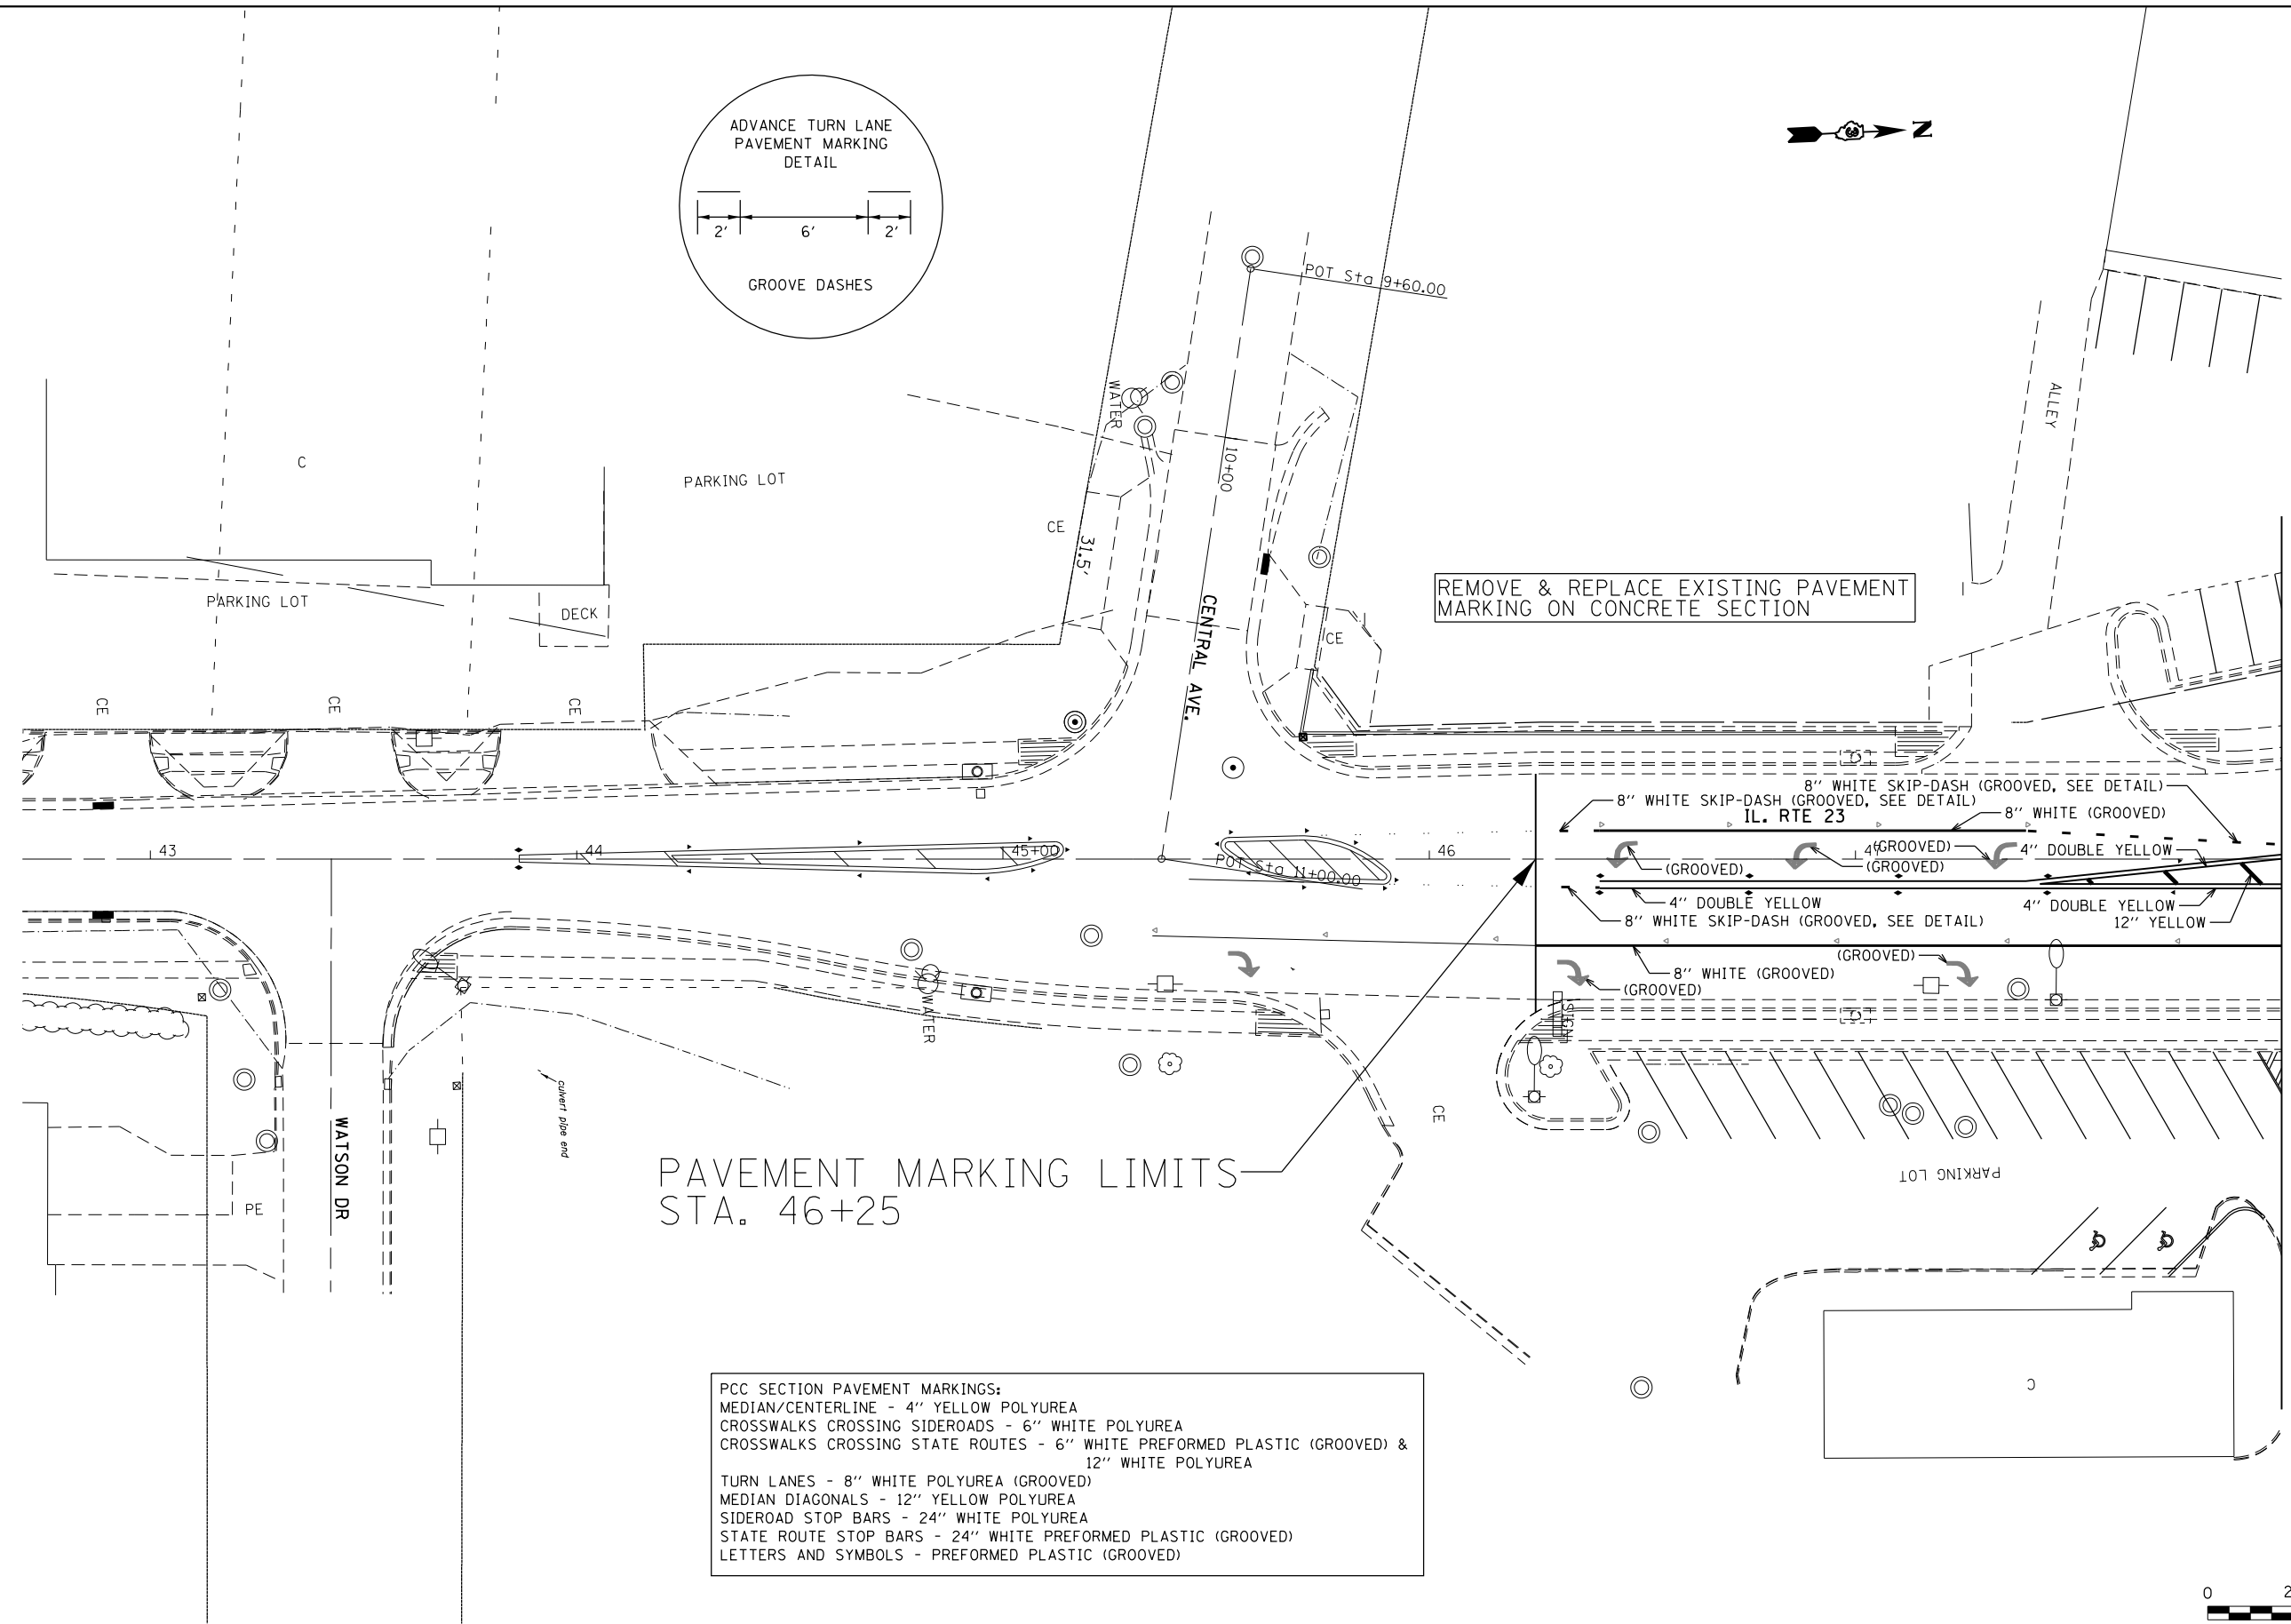 ADVANCE TURN LANE
PAVEMENT MARKING
DETAIL
2' 6' 2'
GROOVE DASHES
N
POT Sta 9+60.00
WATER
10+00
ALLEY
C
PARKING LOT
CE
31.5'
CENTRAL AVE.
REMOVE & REPLACE EXISTING PAVEMENT
MARKING ON CONCRETE SECTION
PARKING LOT
DECK
CE
CE
CE
CE
8'' WHITE SKIP-DASH (GROOVED, SEE DETAIL)
8'' WHITE SKIP-DASH (GROOVED, SEE DETAIL)
IL. RTE 23
8'' WHITE (GROOVED)
43
44
45+00
46
47
(GROOVED)
4'' DOUBLE YELLOW
(GROOVED)
(GROOVED)
POT Sta 11+00.00
4'' DOUBLE YELLOW
4'' DOUBLE YELLOW
8'' WHITE SKIP-DASH (GROOVED, SEE DETAIL)
12'' YELLOW
(GROOVED)
8'' WHITE (GROOVED)
(GROOVED)
WATER
SIGN
culvert pipe end
CE
WATSON DR
PAVEMENT MARKING LIMITS
STA. 46+25
PARKING LOT
PE
C
PCC SECTION PAVEMENT MARKINGS:
MEDIAN/CENTERLINE - 4'' YELLOW POLYUREA
CROSSWALKS CROSSING SIDEROADS - 6'' WHITE POLYUREA
CROSSWALKS CROSSING STATE ROUTES - 6'' WHITE PREFORMED PLASTIC (GROOVED) &
12'' WHITE POLYUREA
TURN LANES - 8'' WHITE POLYUREA (GROOVED)
MEDIAN DIAGONALS - 12'' YELLOW POLYUREA
SIDEROAD STOP BARS - 24'' WHITE POLYUREA
STATE ROUTE STOP BARS - 24'' WHITE PREFORMED PLASTIC (GROOVED)
LETTERS AND SYMBOLS - PREFORMED PLASTIC (GROOVED)
0 2